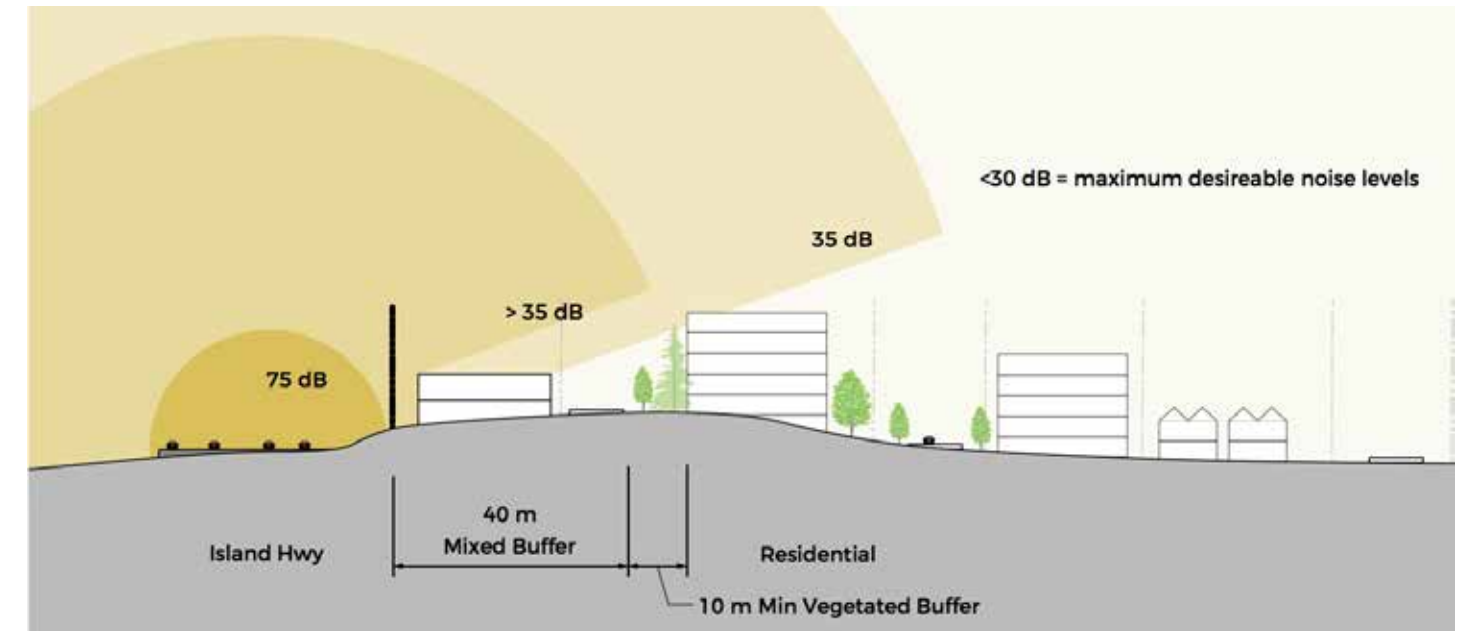 <30 dB = maximum desireable noise levels
35 dB
> 35 dB
75 dB
40 m
Mixed Buffer
Island Hwy
Residential
10 m Min Vegetated Buffer